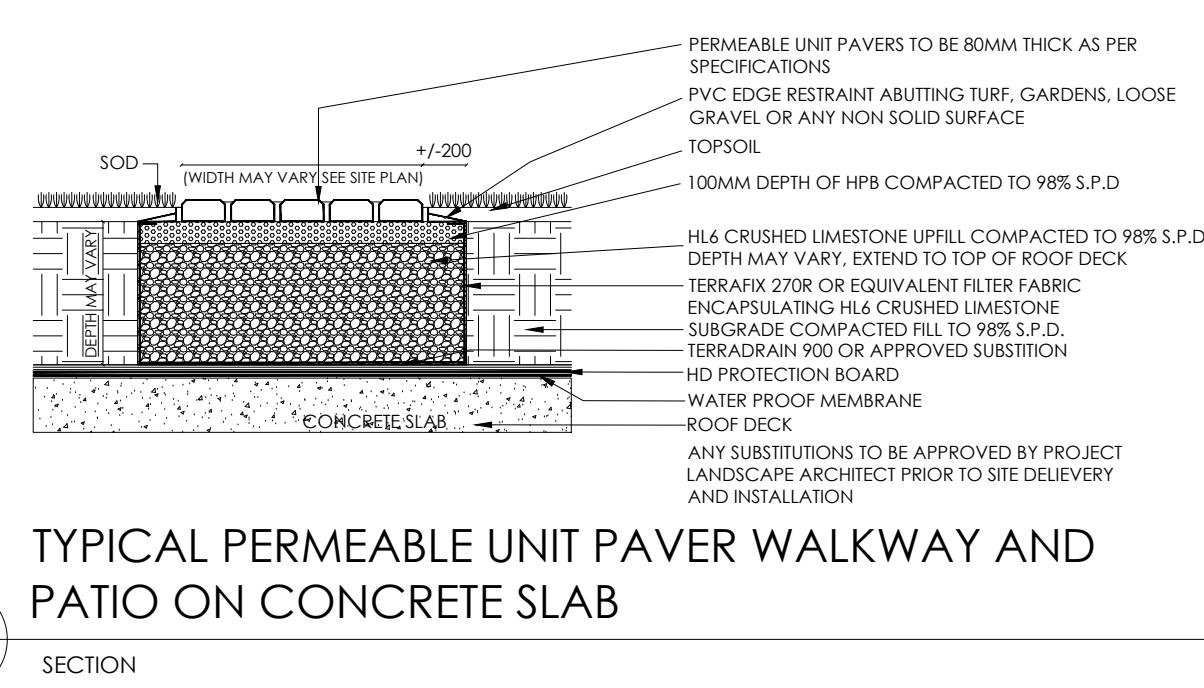 PERMEABLE UNIT PAVERS TO BE 80MM THICK AS PER
SPECIFICATIONS
PVC EDGE RESTRAINT ABUTTING TURF, GARDENS, LOOSE
GRAVEL OR ANY NON SOLID SURFACE
TOPSOIL
+/-200
SOD
(WIDTH MAY VARY SEE SITE PLAN)
100MM DEPTH OF HPB COMPACTED TO 98% S.P.D
HL6 CRUSHED LIMESTONE UPFILL COMPACTED TO 98% S.P.D
DEPTH MAY VARY, EXTEND TO TOP OF ROOF DECK
DEPTH MAY VARY
TERRAFIX 270R OR EQUIVALENT FILTER FABRIC
ENCAPSULATING HL6 CRUSHED LIMESTONE
SUBGRADE COMPACTED FILL TO 98% S.P.D.
TERRADRAIN 900 OR APPROVED SUBSTITION
HD PROTECTION BOARD
WATER PROOF MEMBRANE
CONCRETE SLAB
ROOF DECK
ANY SUBSTITUTIONS TO BE APPROVED BY PROJECT
LANDSCAPE ARCHITECT PRIOR TO SITE DELIEVERY
AND INSTALLATION
TYPICAL PERMEABLE UNIT PAVER WALKWAY AND
PATIO ON CONCRETE SLAB
SECTION